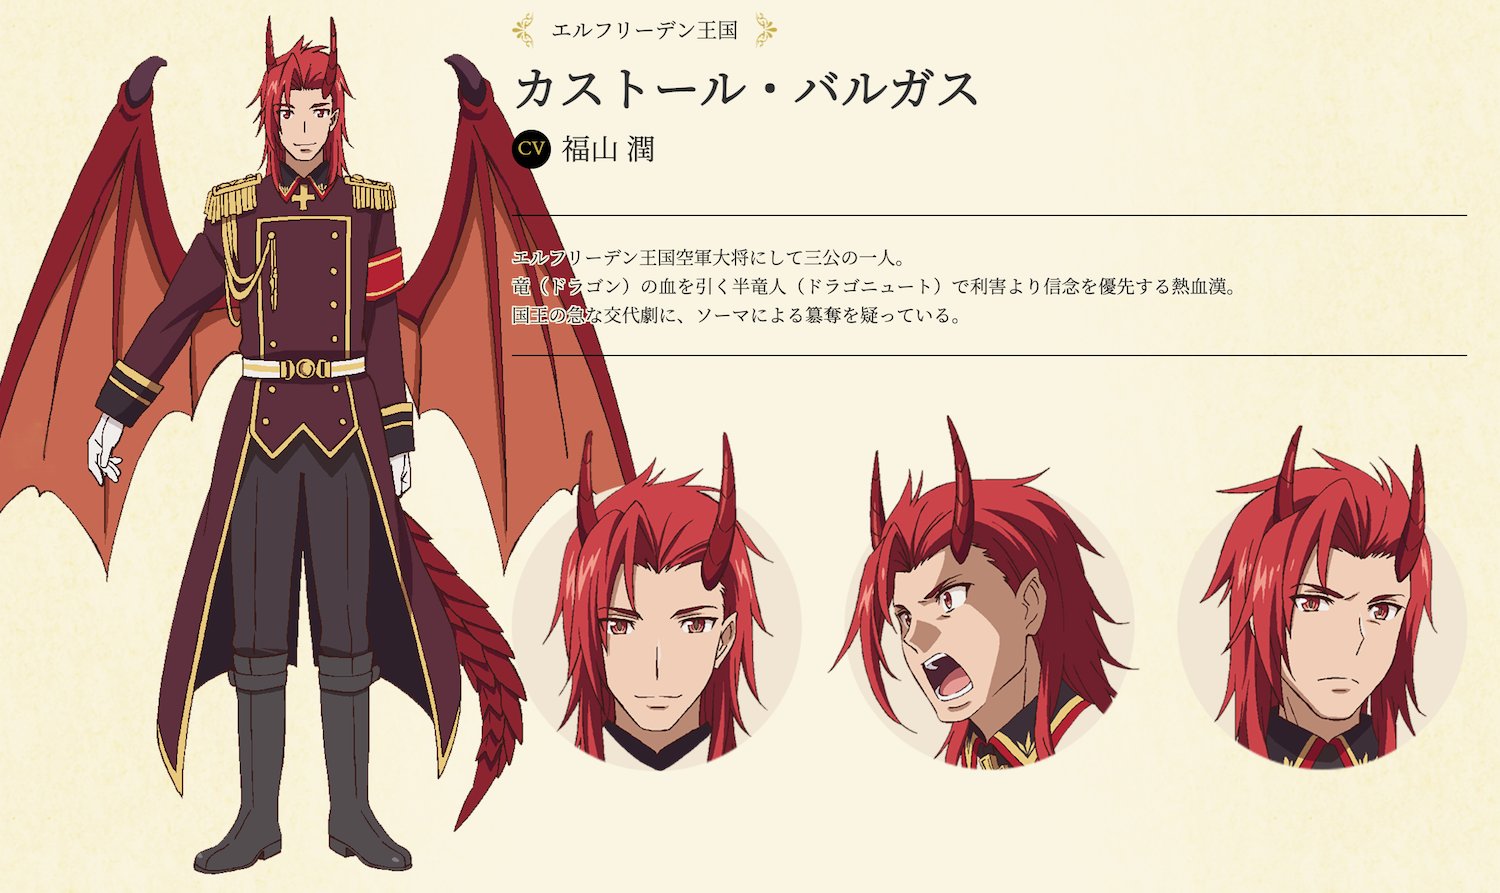 エルフリーデン王国
カストール・バルガス
CV 福山 潤
エルフリーデン王国空軍大将にして三公の一人。
竜（ドラゴン）の血を引く半竜人（ドラゴニュート）で利害より信念を優先する熱血漢。
国王の急な交代劇に、ソーマによる簒奪を疑っている。